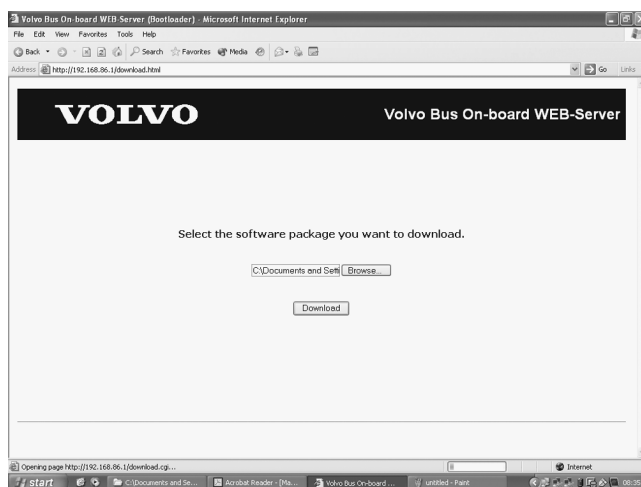 Volvo Bus On-board WEB-Server (Bootloader) - Microsoft Internet Explorer
File Edit View Favorites Tools Help
Back Search Favorites Media
Address http://192.168.86.1/download.html Go Links
VOLVO Volvo Bus On-board WEB-Server
Select the software package you want to download.
C:\Documents and Setti Browse...
Download
Opening page http://192.168.86.1/download.cgi... Internet
start C:\Documents and Se... Acrobat Reader - [Ma... Volvo Bus On-board ... untitled - Paint 08:35